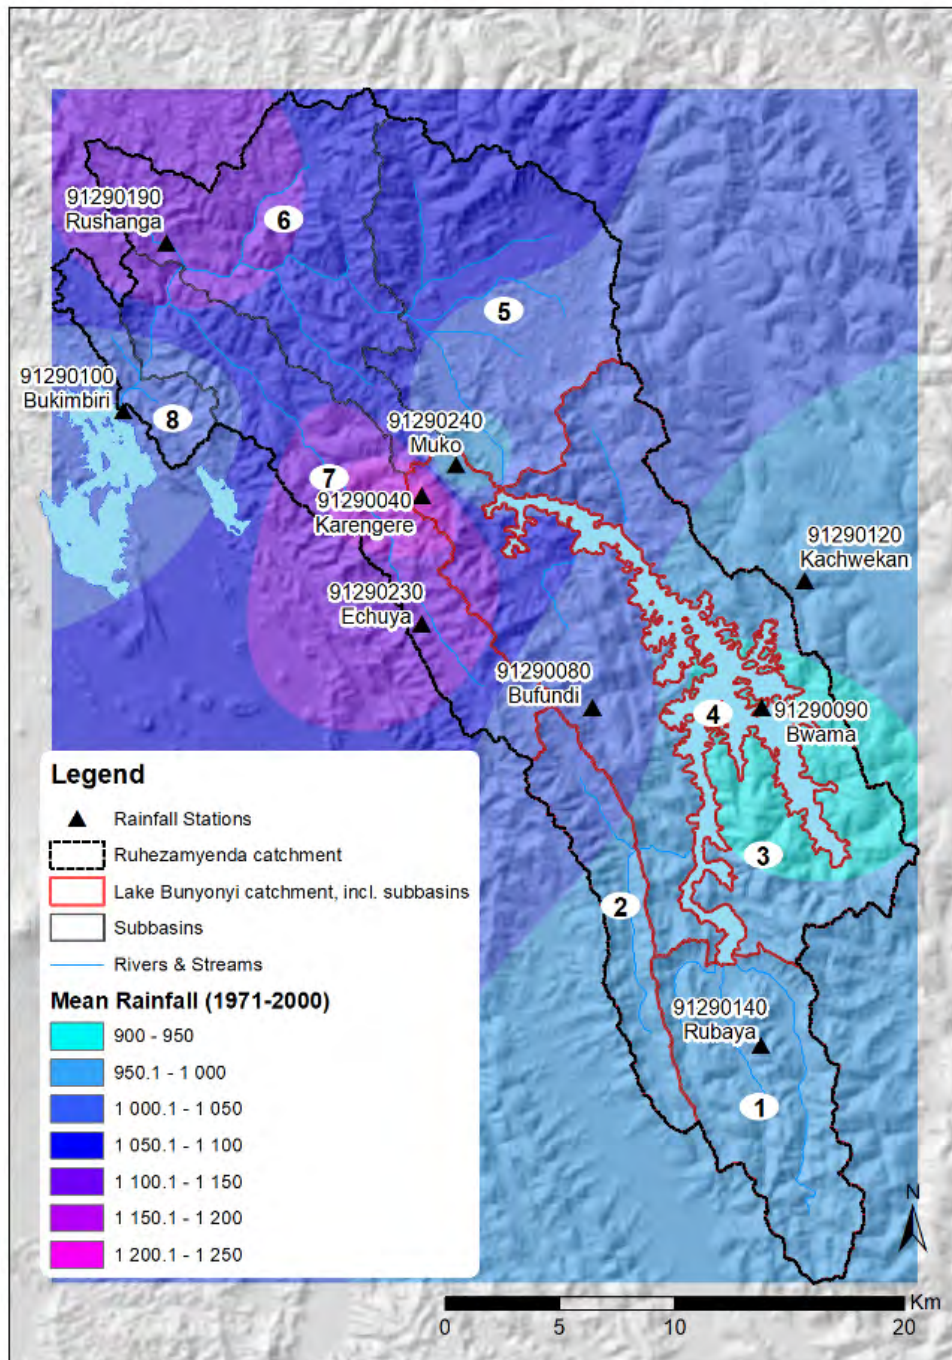 91290190
Rushanga
6
5
91290100
Bukimbiri
8
91290240
Muko
7
91290040
Karengere
91290120
Kachwekan
91290230
Echuya
91290080
Bufundi
4
91290090
Bwama
3
2
91290140
Rubaya
1
Legend
Rainfall Stations
Ruhezamyenda catchment
Lake Bunyonyi catchment, incl. subbasins
Subbasins
Rivers & Streams
Mean Rainfall (1971-2000)
900 - 950
950.1 - 1 000
1 000.1 - 1 050
1 050.1 - 1 100
1 100.1 - 1 150
1 150.1 - 1 200
1 200.1 - 1 250
N
Km
0 5 10 20